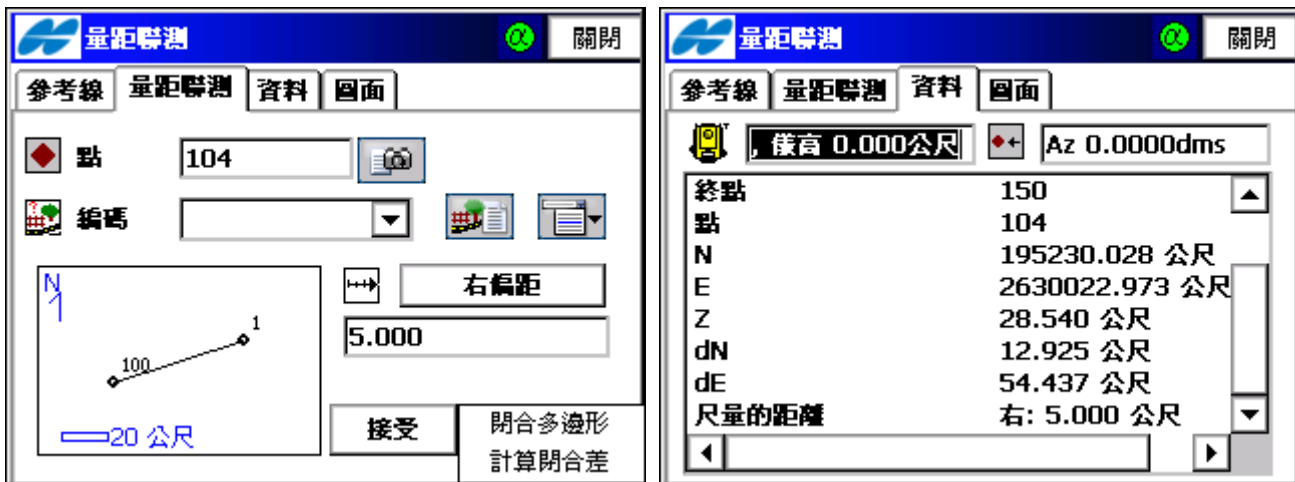 量距聯測
α
關閉
參考線 量距聯測 資料 圖面
點 104
編碼
N
1
100
20 公尺
右偏距
5.000
接受
閉合多邊形
計算閉合差
量距聯測
α
關閉
參考線 量距聯測 資料 圖面
, 儀高 0.000公尺 Az 0.0000dms
終點 150
點 104
N 195230.028 公尺
E 2630022.973 公尺
Z 28.540 公尺
dN 12.925 公尺
dE 54.437 公尺
尺量的距離 右: 5.000 公尺